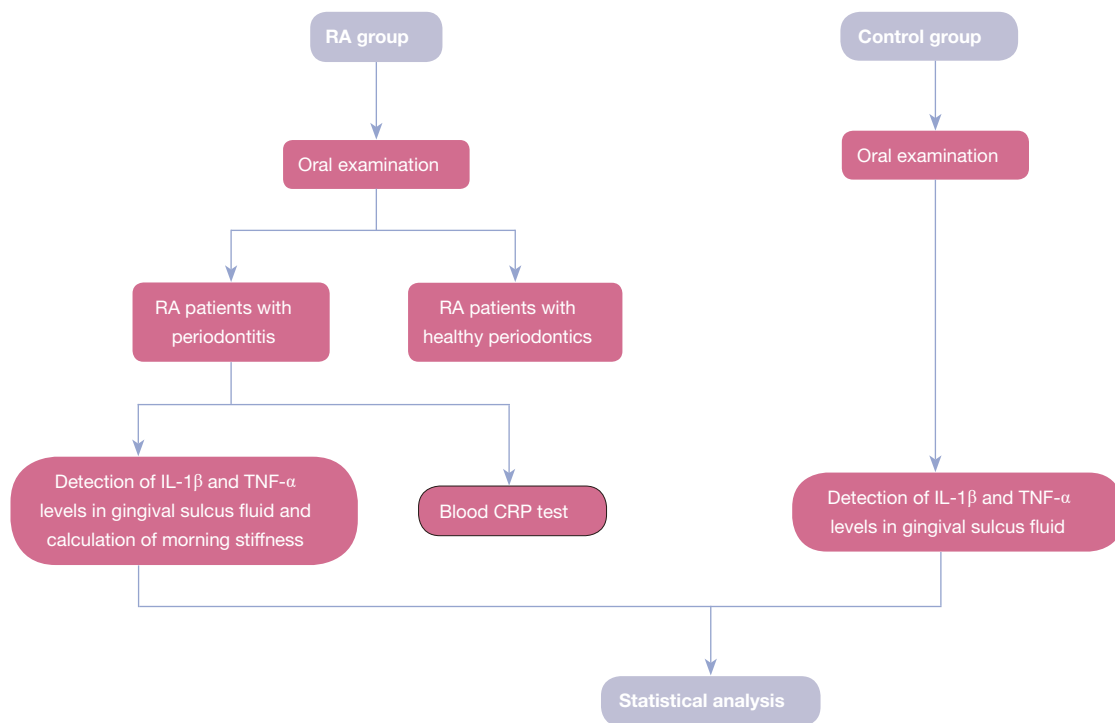 RA group
Control group
Oral examination
Oral examination
RA patients with
periodontitis
RA patients with
healthy periodontics
Detection of IL-1β and TNF-α
levels in gingival sulcus fluid and
calculation of morning stiffness
Blood CRP test
Detection of IL-1β and TNF-α
levels in gingival sulcus fluid
Statistical analysis